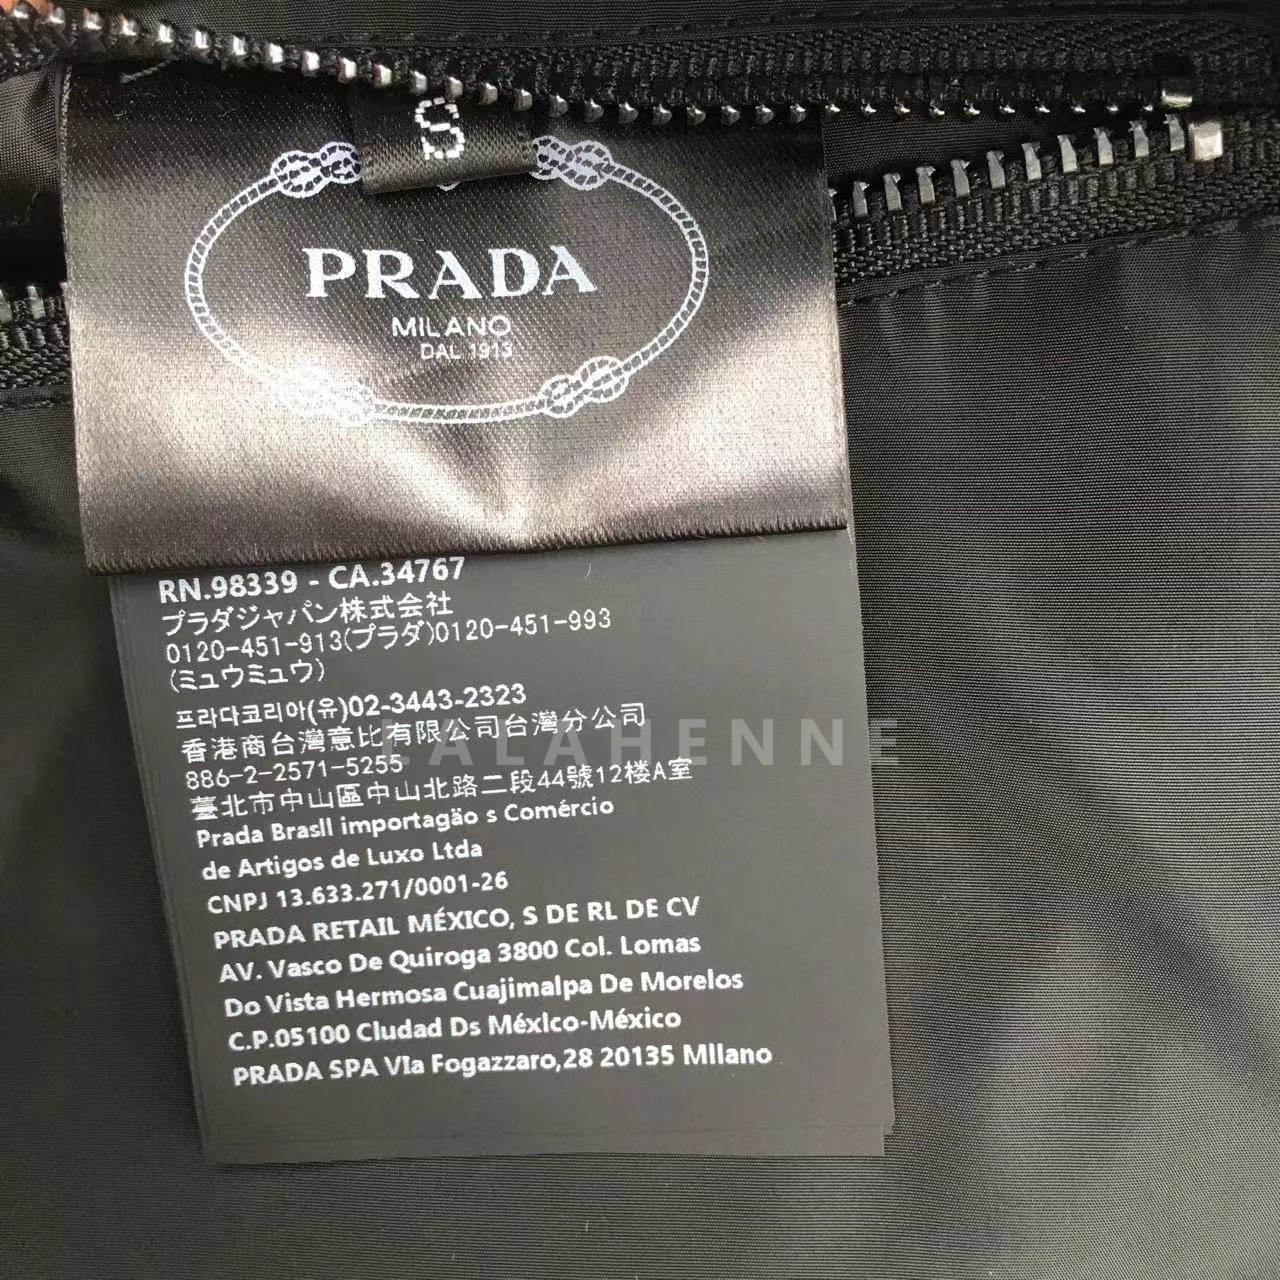 S
PRADA
MILANO
DAL 1913
RN.98339 - CA.34767
プラダジャパン株式会社
0120-451-913(プラダ)0120-451-993
(ミュウミュウ)
프라다코리아(유)02-3443-2323
香港商台灣意比有限公司台灣分公司
LALAHENNE
886-2-2571-5255
臺北市中山區中山北路二段44號12楼A室
Prada Brasll importagäo s Comércio
de Artigos de Luxo Ltda
CNPJ 13.633.271/0001-26
PRADA RETAIL MÉXICO, S DE RL DE CV
AV. Vasco De Quiroga 3800 Col. Lomas
Do Vista Hermosa Cuajimalpa De Morelos
C.P.05100 Cludad Ds Méxlco-México
PRADA SPA Vla Fogazzaro,28 20135 Mllano